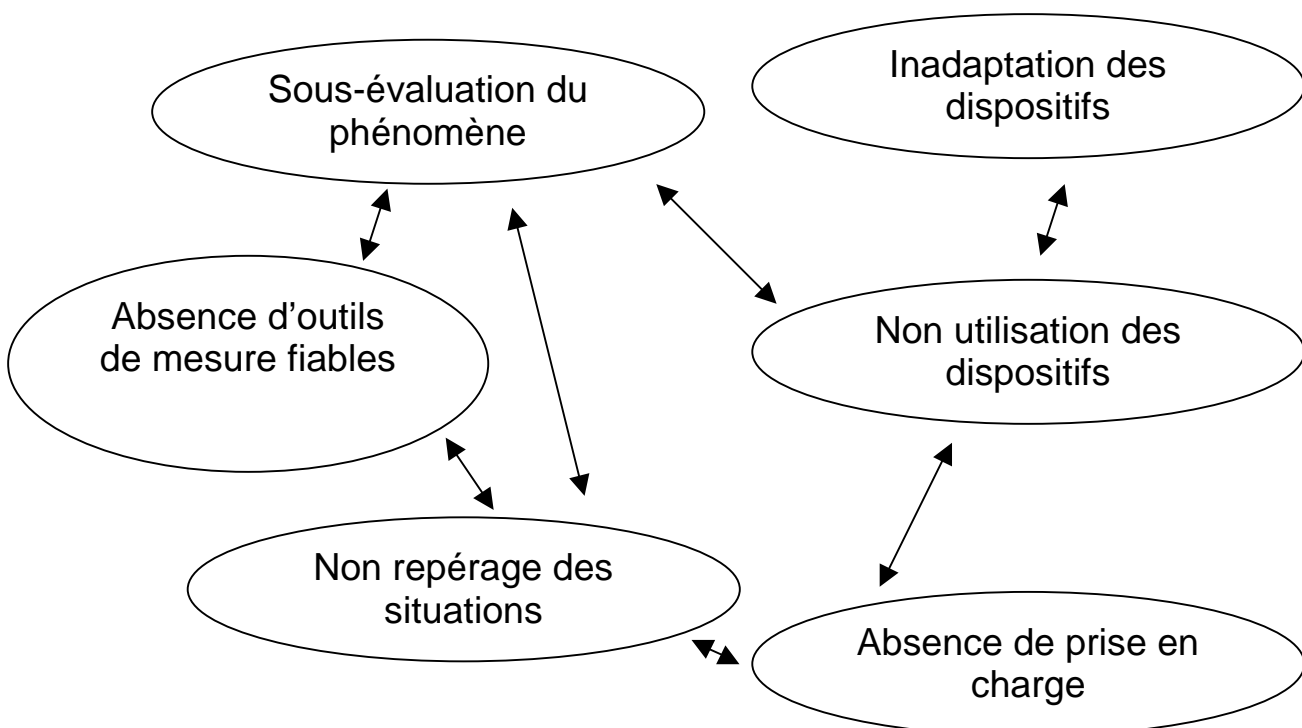 Sous-évaluation du
phénomène
Inadaptation des
dispositifs
Absence d’outils
de mesure fiables
Non utilisation des
dispositifs
Non repérage des
situations
Absence de prise en
charge